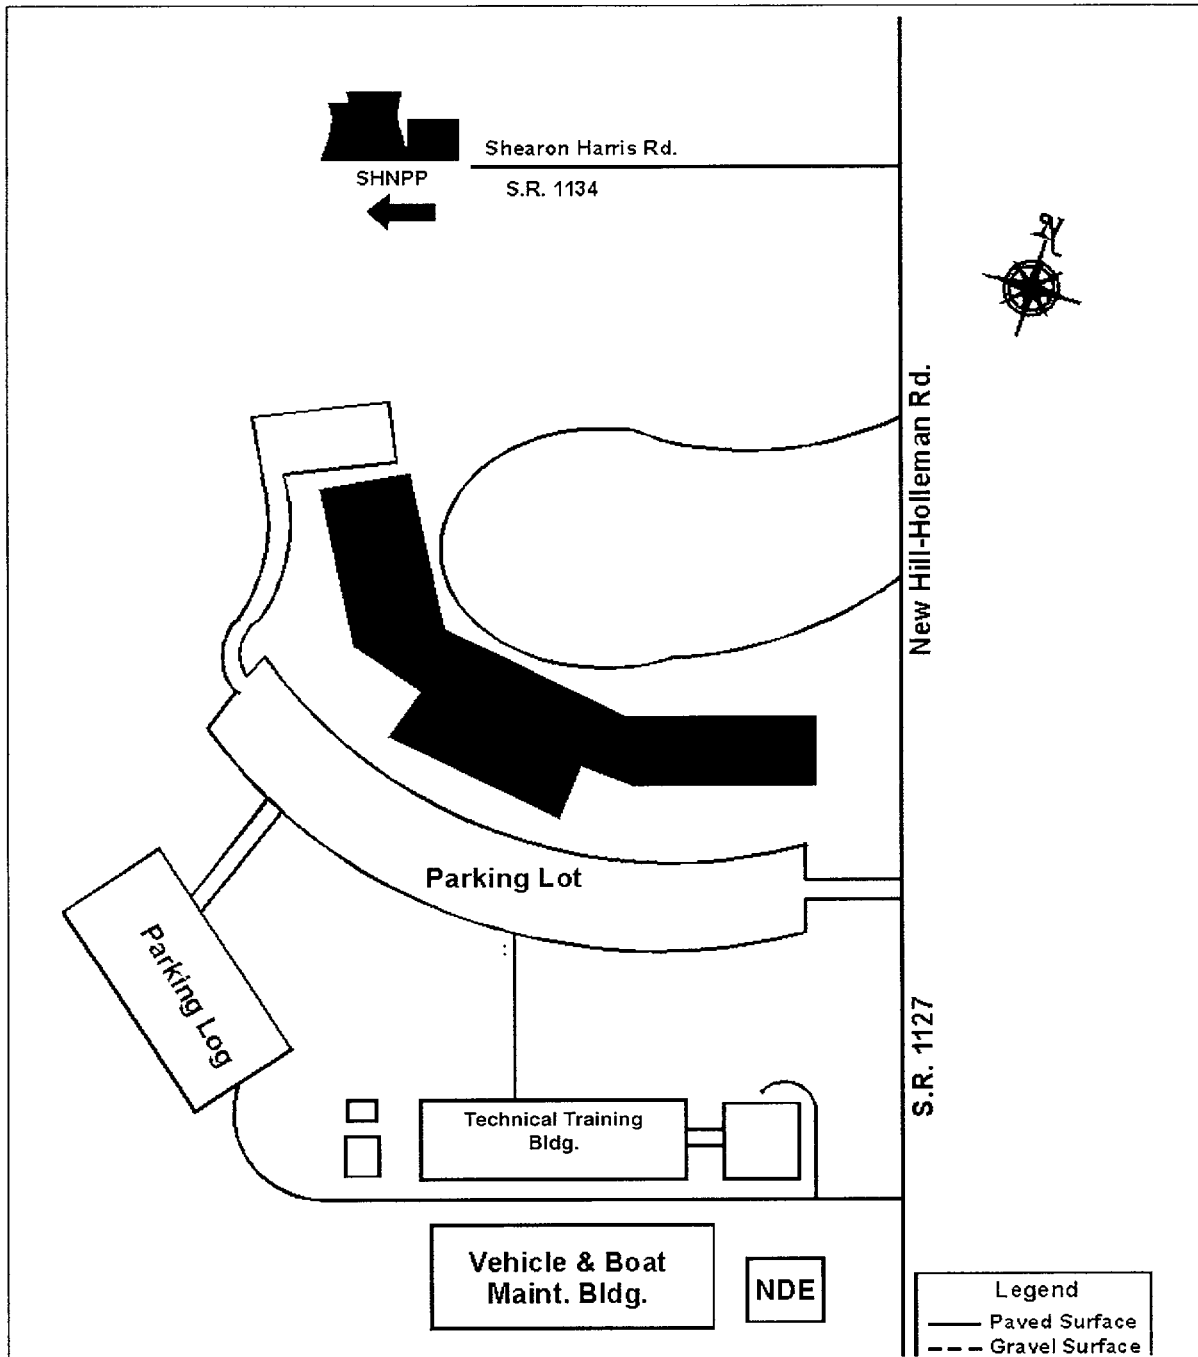 Shearon Harris Rd.
SHNPP
S.R. 1134
N
New Hill-Holleman Rd.
Parking Lot
Parking Log
S.R. 1127
Technical Training
Bldg.
Vehicle & Boat
Maint. Bldg.
NDE
Legend
Paved Surface
Gravel Surface